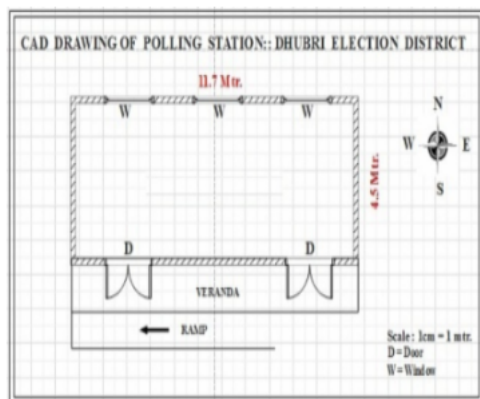 CAD DRAWING OF POLLING STATION:: DHUBRI ELECTION DISTRICT
11.7 Mtr.
W W W
N
W E
S
4.5 Mtr.
D D
VERANDA
RAMP
Scale : 1cm = 1 mtr.
D = Door
W = Window